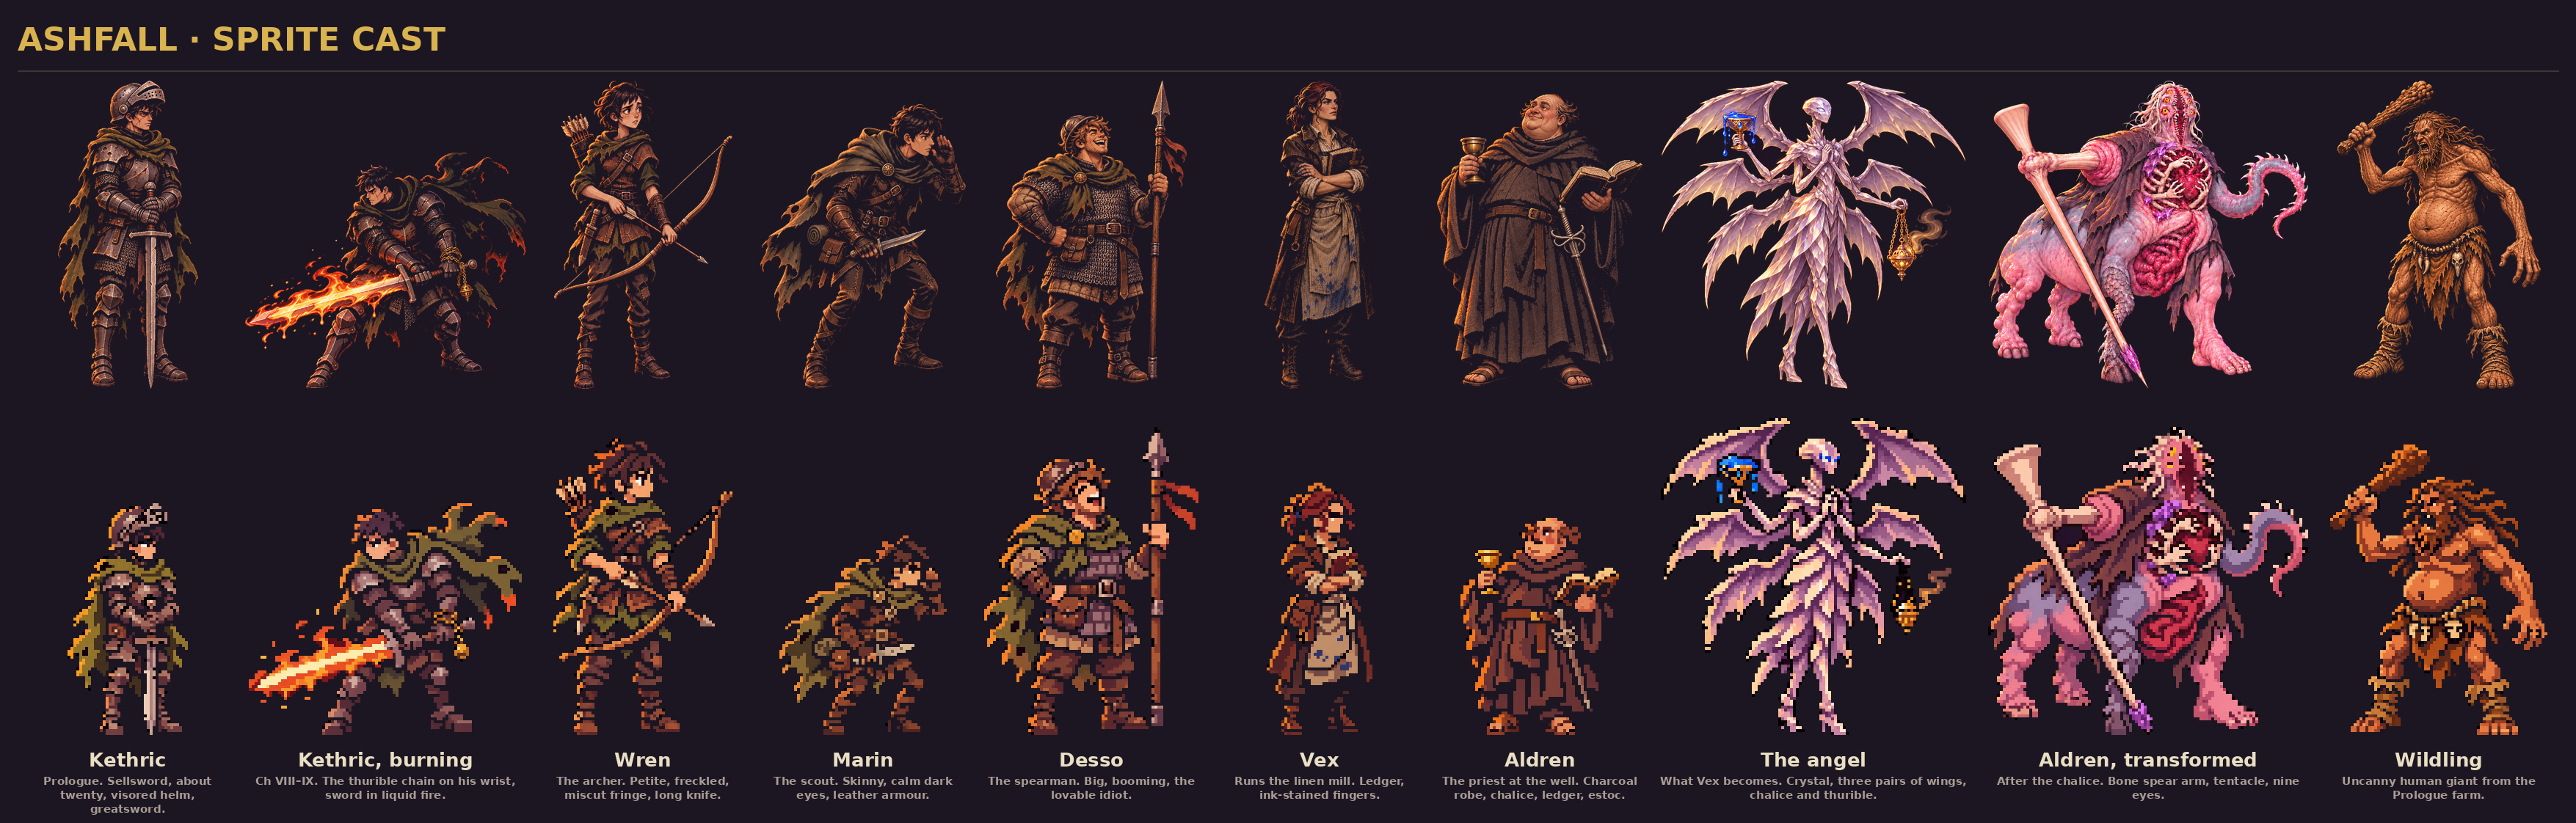 ASHFALL · SPRITE CAST
Kethric
Prologue. Sellsword, about
twenty, visored helm,
greatsword.
Kethric, burning
Ch VIII–IX. The thurible chain on his wrist,
sword in liquid fire.
Wren
The archer. Petite, freckled,
miscut fringe, long knife.
Marin
The scout. Skinny, calm dark
eyes, leather armour.
Desso
The spearman. Big, booming, the
lovable idiot.
Vex
Runs the linen mill. Ledger,
ink-stained fingers.
Aldren
The priest at the well. Charcoal
robe, chalice, ledger, estoc.
The angel
What Vex becomes. Crystal, three pairs of wings,
chalice and thurible.
Aldren, transformed
After the chalice. Bone spear arm, tentacle, nine
eyes.
Wildling
Uncanny human giant from the
Prologue farm.